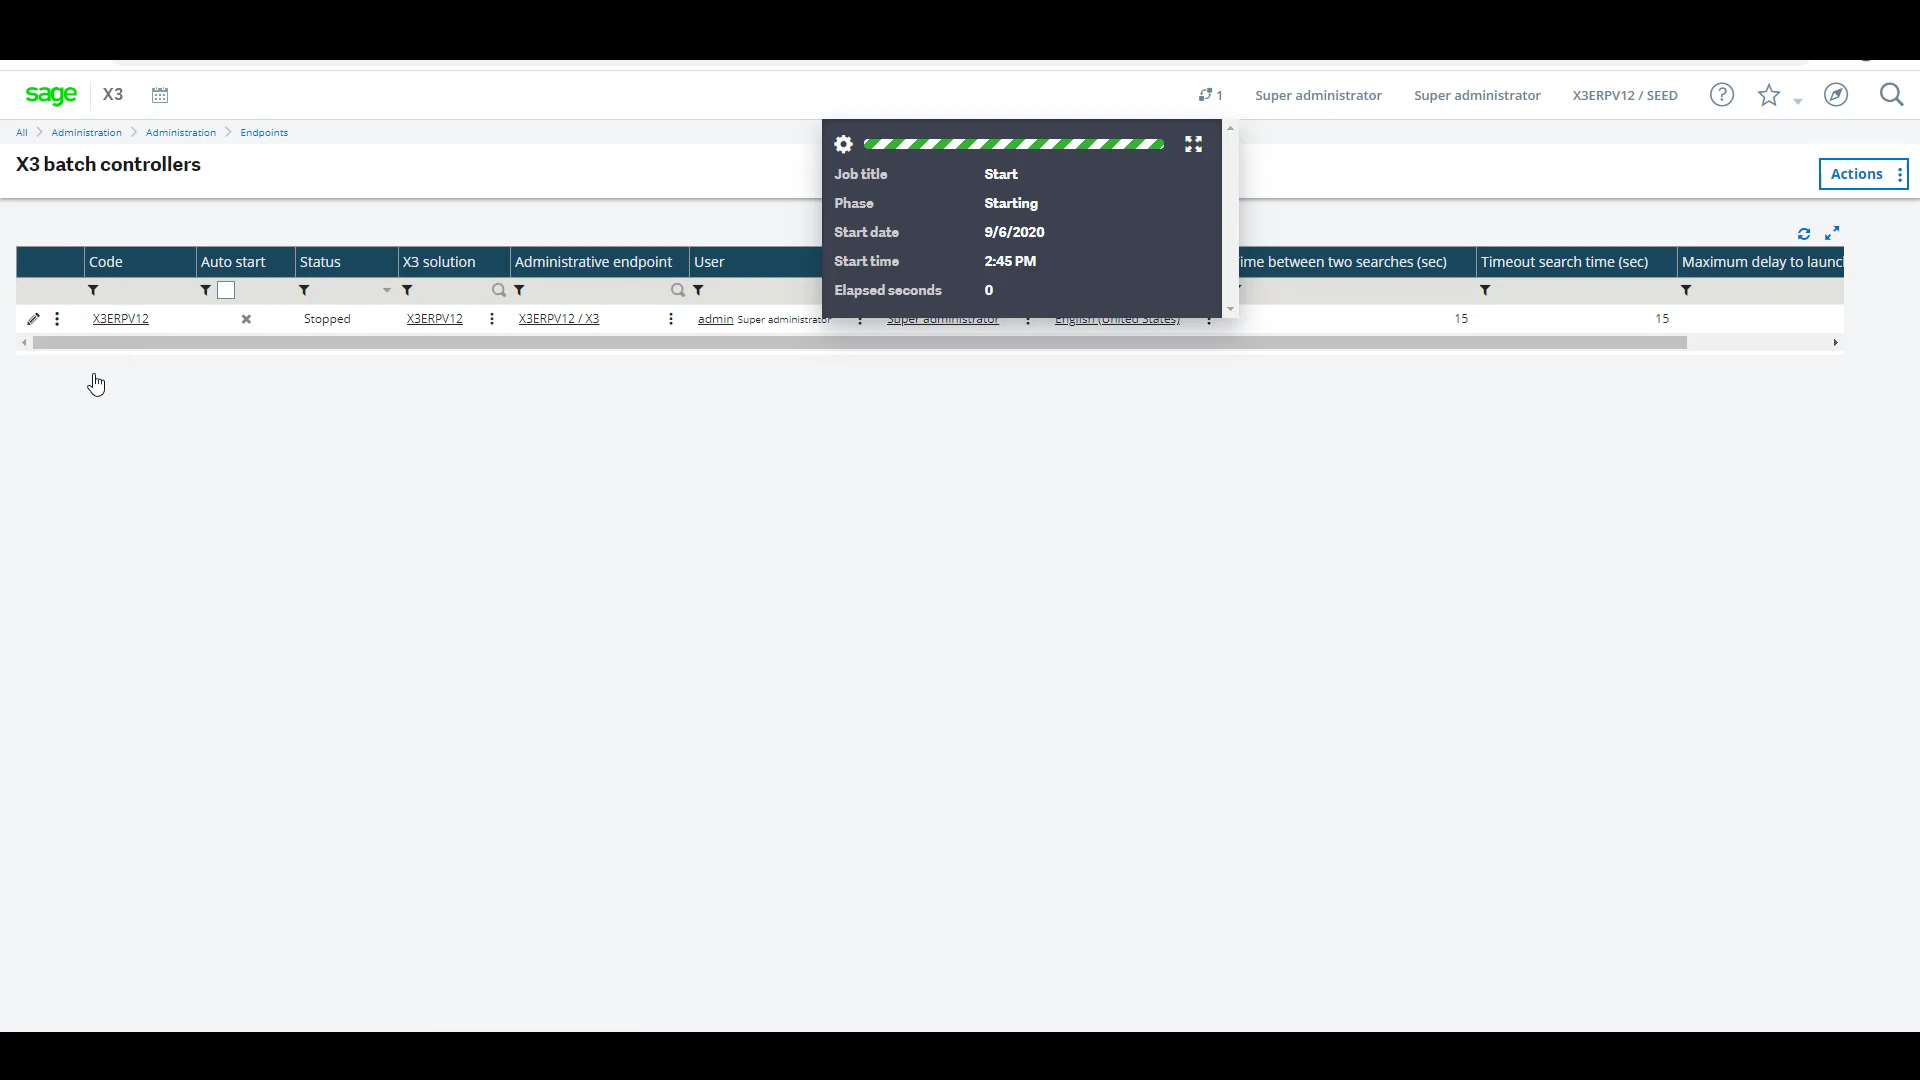 sage X3 1 Super administrator Super administrator X3ERPV12 / SEED
All Administration Administration Endpoints
X3 batch controllers
Actions
Job title Start
Phase Starting
Start date 9/6/2020
Start time 2:45 PM
Elapsed seconds 0
Code Auto start Status X3 solution Administrative endpoint User ime between two searches (sec) Timeout search time (sec) Maximum delay to launc
X3ERPV12 Stopped X3ERPV12 X3ERPV12 / X3 admin Super administrator Super administrator English (United States) 15 15